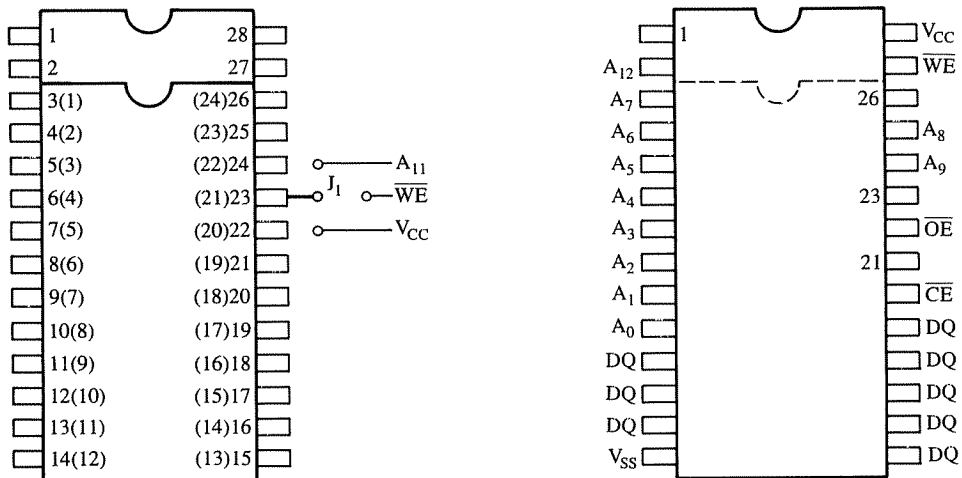 1 28
2 27
3(1) (24)26
4(2) (23)25
5(3) (22)24
A11
6(4) (21)23
J1
WE
7(5) (20)22
VCC
8(6) (19)21
9(7) (18)20
10(8) (17)19
11(9) (16)18
12(10) (15)17
13(11) (14)16
14(12) (13)15
1 VCC
A12 WE
A7 26
A6 A8
A5 A9
A4 23
A3 OE
A2 21
A1 CE
A0 DQ
DQ DQ
DQ DQ
DQ DQ
VSS DQ